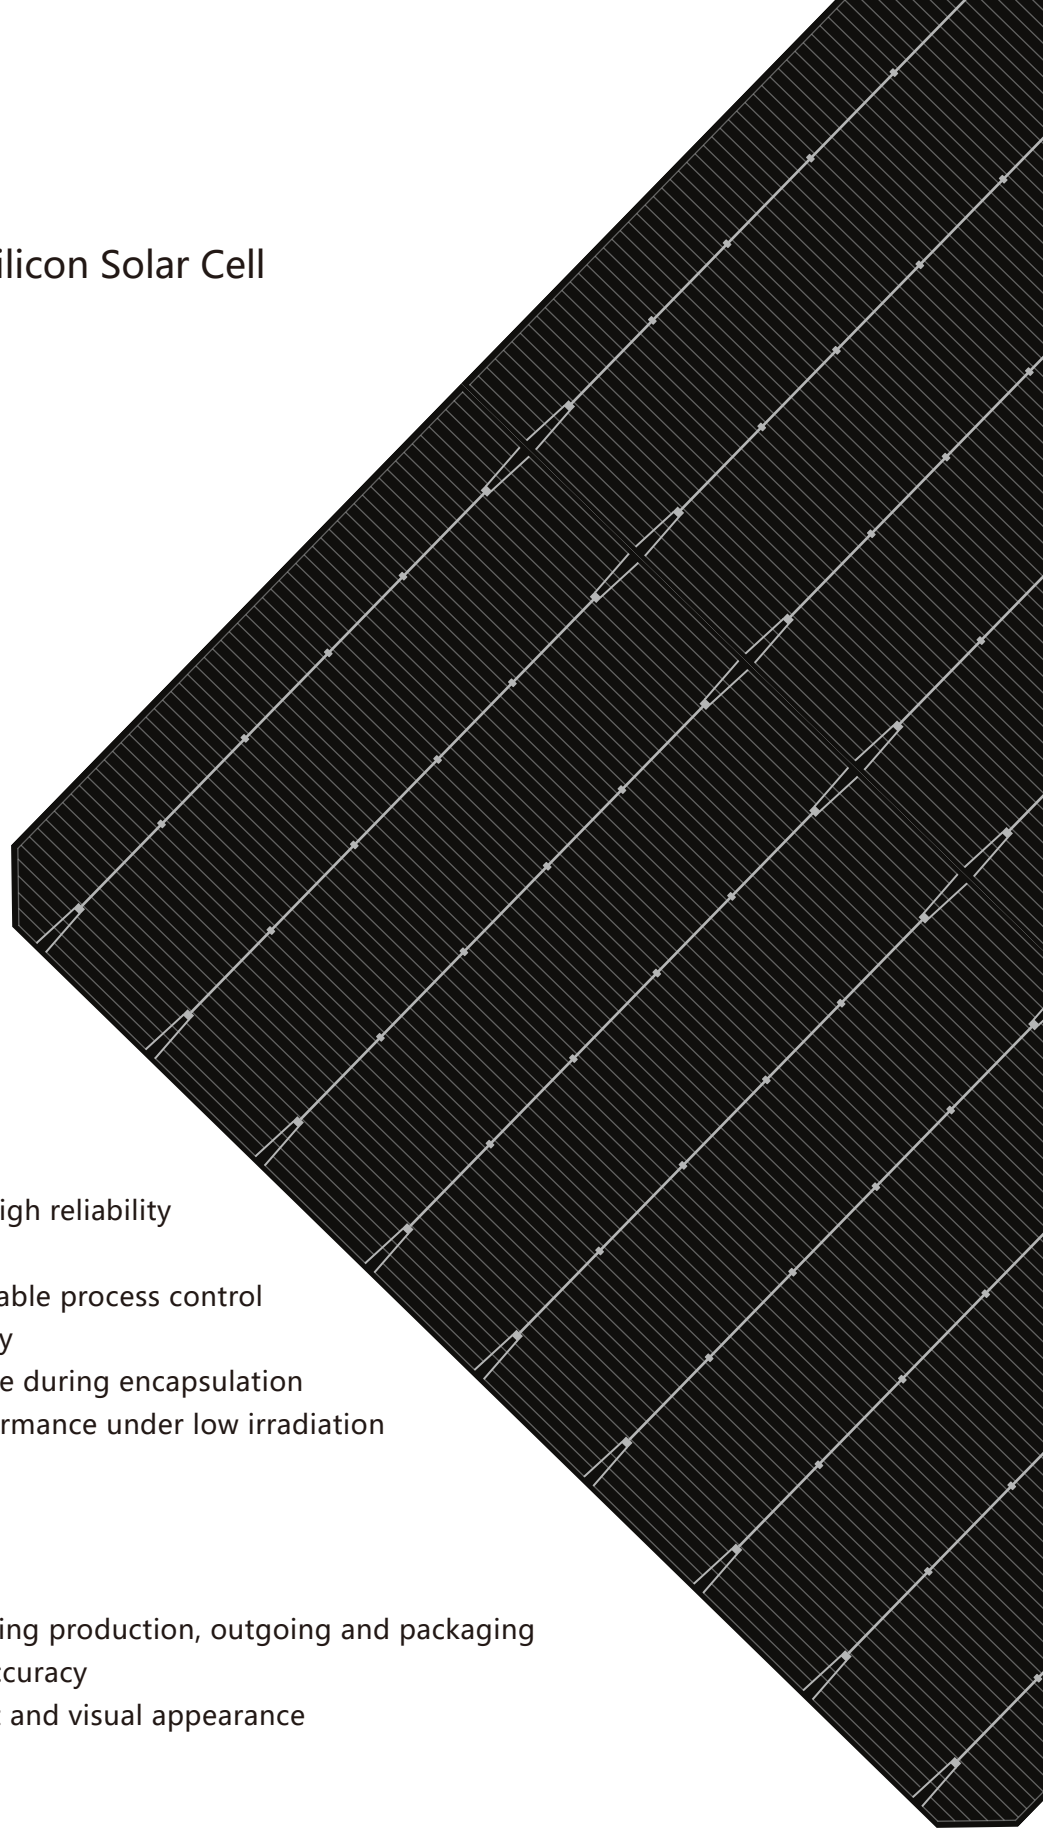 ilicon Solar Cell
igh reliability
able process control
y
e during encapsulation
rmance under low irradiation
ing production, outgoing and packaging
ccuracy
t and visual appearance